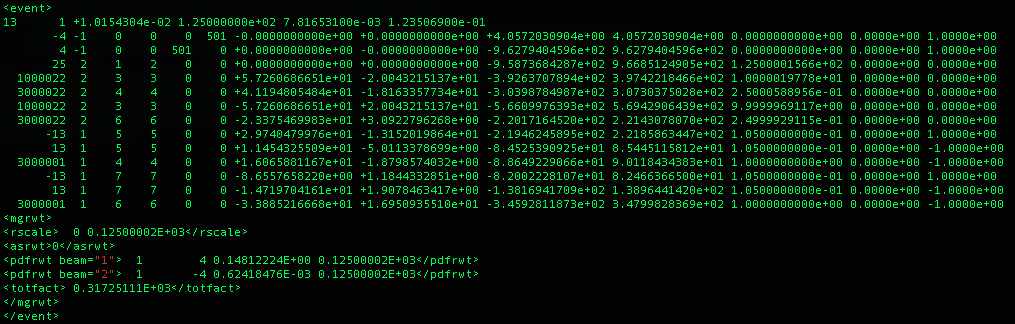 <event>
13 1 +1.0154304e-02 1.25000000e+02 7.81653100e-03 1.23506900e-01
-4 -1 0 0 0 501 -0.0000000000e+00 +0.0000000000e+00 +4.0572030904e+00 4.0572030904e+00 0.0000000000e+00 0.0000e+00 1.0000e+00
4 -1 0 0 501 0 +0.0000000000e+00 -0.0000000000e+00 -9.6279404596e+02 9.6279404596e+02 0.0000000000e+00 0.0000e+00 -1.0000e+00
25 2 1 2 0 0 +0.0000000000e+00 +0.0000000000e+00 -9.5873684287e+02 9.6685124905e+02 1.2500001566e+02 0.0000e+00 0.0000e+00
1000022 2 3 3 0 0 +5.7260686651e+01 -2.0043215137e+01 -3.9263707894e+02 3.9742218466e+02 1.0000019778e+01 0.0000e+00 0.0000e+00
3000022 2 4 4 0 0 +4.1194805484e+01 -1.8163357734e+01 -3.0398784987e+02 3.0730375028e+02 2.5000588956e-01 0.0000e+00 0.0000e+00
1000022 2 3 3 0 0 -5.7260686651e+01 +2.0043215137e+01 -5.6609976393e+02 5.6942906439e+02 9.9999969117e+00 0.0000e+00 0.0000e+00
3000022 2 6 6 0 0 -2.3375469983e+01 +3.0922796268e+00 -2.2017164520e+02 2.2143078070e+02 2.4999929115e-01 0.0000e+00 0.0000e+00
-13 1 5 5 0 0 +2.9740479976e+01 -1.3152019864e+01 -2.1946245895e+02 2.2185863447e+02 1.0500000000e-01 0.0000e+00 1.0000e+00
13 1 5 5 0 0 +1.1454325509e+01 -5.0113378699e+00 -8.4525390925e+01 8.5445115812e+01 1.0500000000e-01 0.0000e+00 -1.0000e+00
3000001 1 4 4 0 0 +1.6065881167e+01 -1.8798574032e+00 -8.8649229066e+01 9.0118434383e+01 1.0000000000e+00 0.0000e+00 -1.0000e+00
-13 1 7 7 0 0 -8.6557658220e+00 +1.1844332851e+00 -8.2002228107e+01 8.2466366500e+01 1.0500000000e-01 0.0000e+00 1.0000e+00
13 1 7 7 0 0 -1.4719704161e+01 +1.9078463417e+00 -1.3816941709e+02 1.3896441420e+02 1.0500000000e-01 0.0000e+00 -1.0000e+00
3000001 1 6 6 0 0 -3.3885216668e+01 +1.6950935510e+01 -3.4592811873e+02 3.4799828369e+02 1.0000000000e+00 0.0000e+00 -1.0000e+00
<mgrwt>
<rscale> 0 0.12500002E+03</rscale>
<asrwt>0</asrwt>
<pdfrwt beam="1"> 1 4 0.14812224E+00 0.12500002E+03</pdfrwt>
<pdfrwt beam="2"> 1 -4 0.62418476E-03 0.12500002E+03</pdfrwt>
<totfact> 0.31725111E+03</totfact>
</mgrwt>
</event>